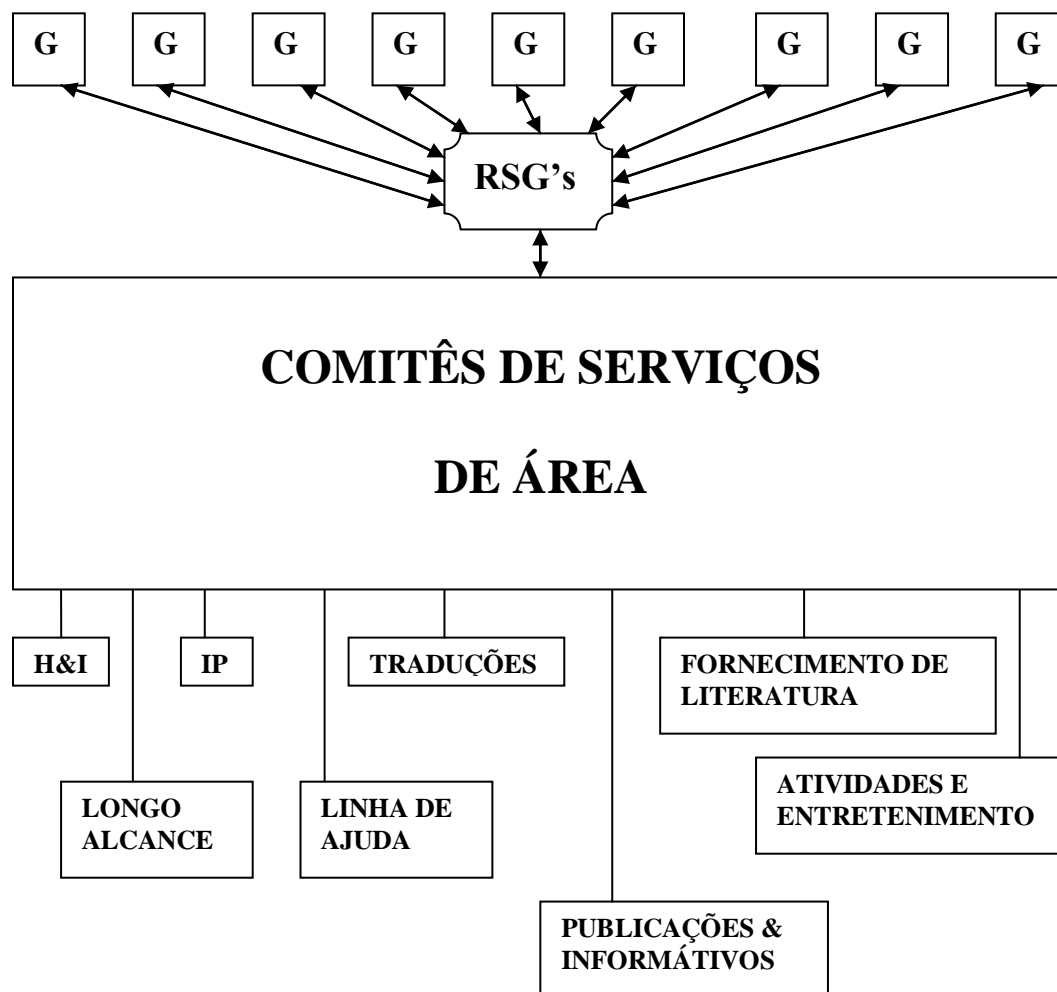 G G G G G G G G G
RSG’s
COMITÊS DE SERVIÇOS
DE ÁREA
H&I
IP
TRADUÇÕES
FORNECIMENTO DE
LITERATURA
LONGO
ALCANCE
LINHA DE
AJUDA
ATIVIDADES E
ENTRETENIMENTO
PUBLICAÇÕES &
INFORMÁTIVOS